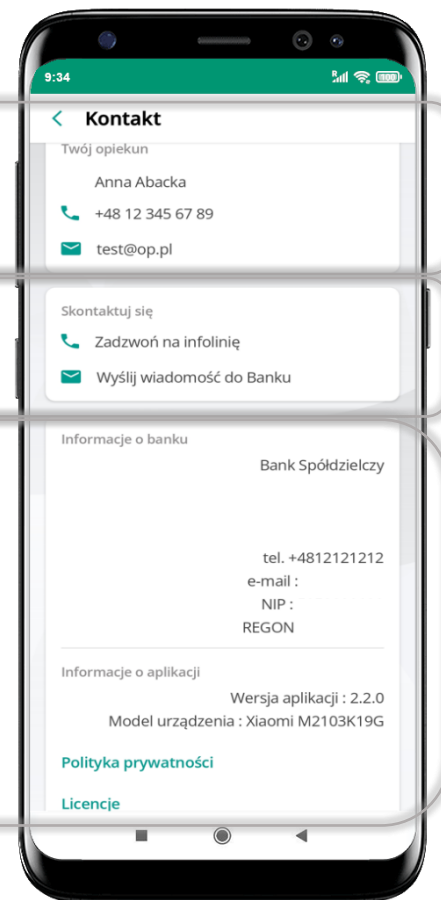 9:34
R
100
Kontakt
Twój opiekun
Anna Abacka
+48 12 345 67 89
test@op.pl
Skontaktuj się
Zadzwoń na infolinię
Wyślij wiadomość do Banku
Informacje o banku
Bank Spółdzielczy
tel. +4812121212
e-mail :
NIP :
REGON
Informacje o aplikacji
Wersja aplikacji : 2.2.0
Model urządzenia : Xiaomi M2103K19G
Polityka prywatności
Licencje